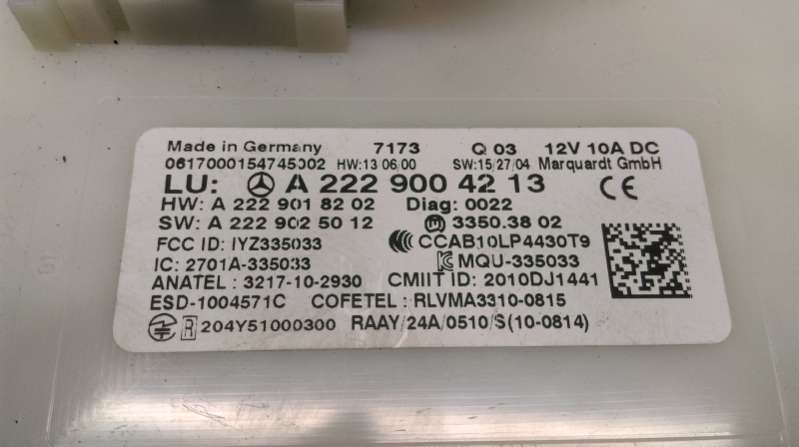 Made in Germany 7173 Q 03 12V 10A DC
0617000154745002 HW:13 06:00 SW:15/27/04 Marquardt GmbH
LU: A 222 900 42 13 CE
HW: A 222 901 82 02 Diag: 0022
SW: A 222 902 50 12 3350.38 02
FCC ID: IYZ335033 CCAB10LP4430T9
IC: 2701A-335033 MQU-335033
ANATEL : 3217-10-2930 CMIIT ID: 2010DJ1441
ESD-1004571C COFETEL : RLVMA3310-0815
R 204Y51000300 RAAY/24A/0510/S(10-0814)